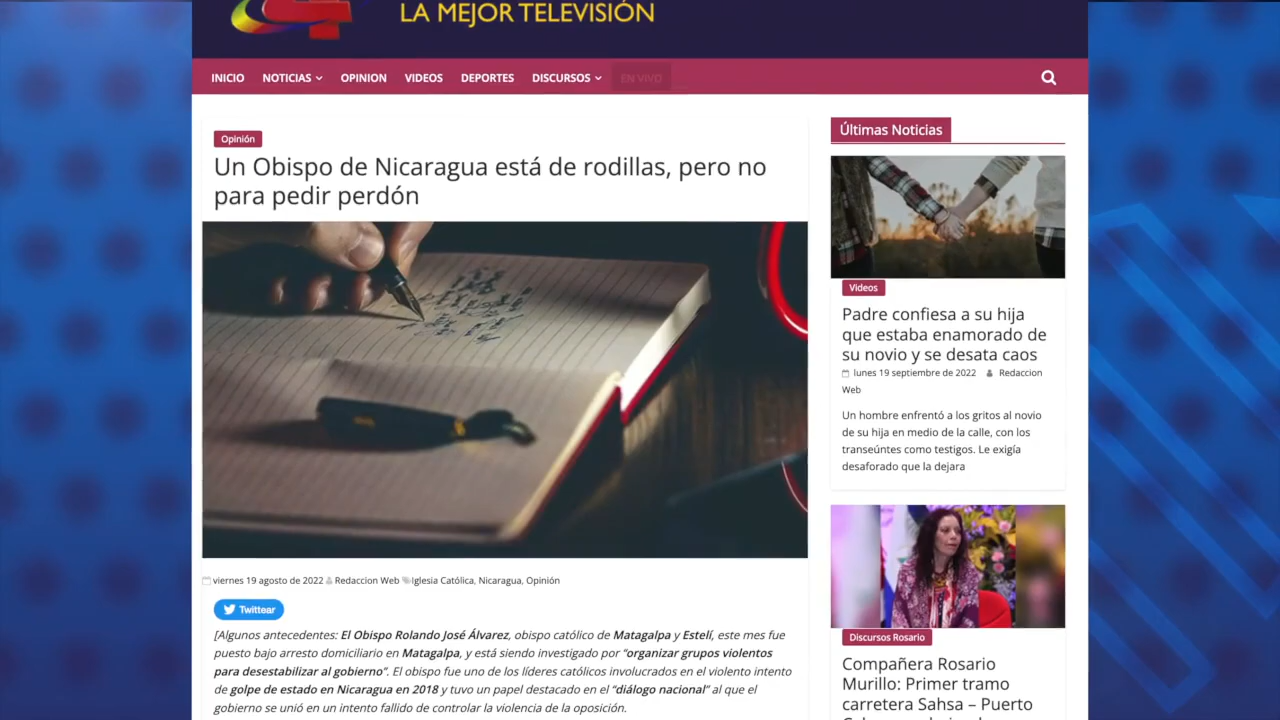 LA MEJOR TELEVISIÓN
INICIO NOTICIAS OPINION VIDEOS DEPORTES DISCURSOS EN VIVO
Opinión
Un Obispo de Nicaragua está de rodillas, pero no
para pedir perdón
viernes 19 agosto de 2022 Redaccion Web Iglesia Católica, Nicaragua, Opinión
Twittear
[Algunos antecedentes: El Obispo Rolando José Álvarez, obispo católico de Matagalpa y Estelí, este mes fue
puesto bajo arresto domiciliario en Matagalpa, y está siendo investigado por "organizar grupos violentos
para desestabilizar al gobierno". El obispo fue uno de los líderes católicos involucrados en el violento intento
de golpe de estado en Nicaragua en 2018 y tuvo un papel destacado en el "diálogo nacional" al que el
gobierno se unió en un intento fallido de controlar la violencia de la oposición.
Últimas Noticias
Videos
Padre confiesa a su hija
que estaba enamorado de
su novio y se desata caos
lunes 19 septiembre de 2022 Redaccion
Web
Un hombre enfrentó a los gritos al novio
de su hija en medio de la calle, con los
transeúntes como testigos. Le exigía
desaforado que la dejara
Discursos Rosario
Compañera Rosario
Murillo: Primer tramo
carretera Sahsa – Puerto